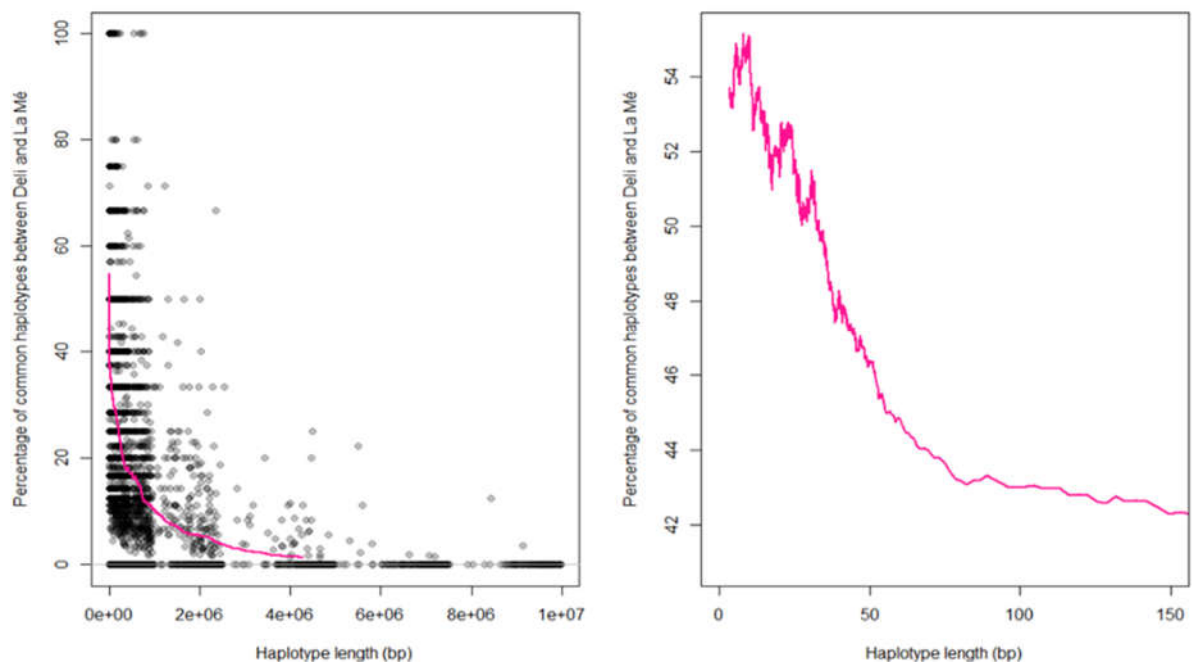 Percentage of common haplotypes between Deli and La Mé
100
80
60
40
20
0
0e+00 2e+06 4e+06 6e+06 8e+06 1e+07
Haplotype length (bp)
Percentage of common haplotypes between Deli and La Mé
54
52
50
48
46
44
42
0 50 100 150
Haplotype length (bp)